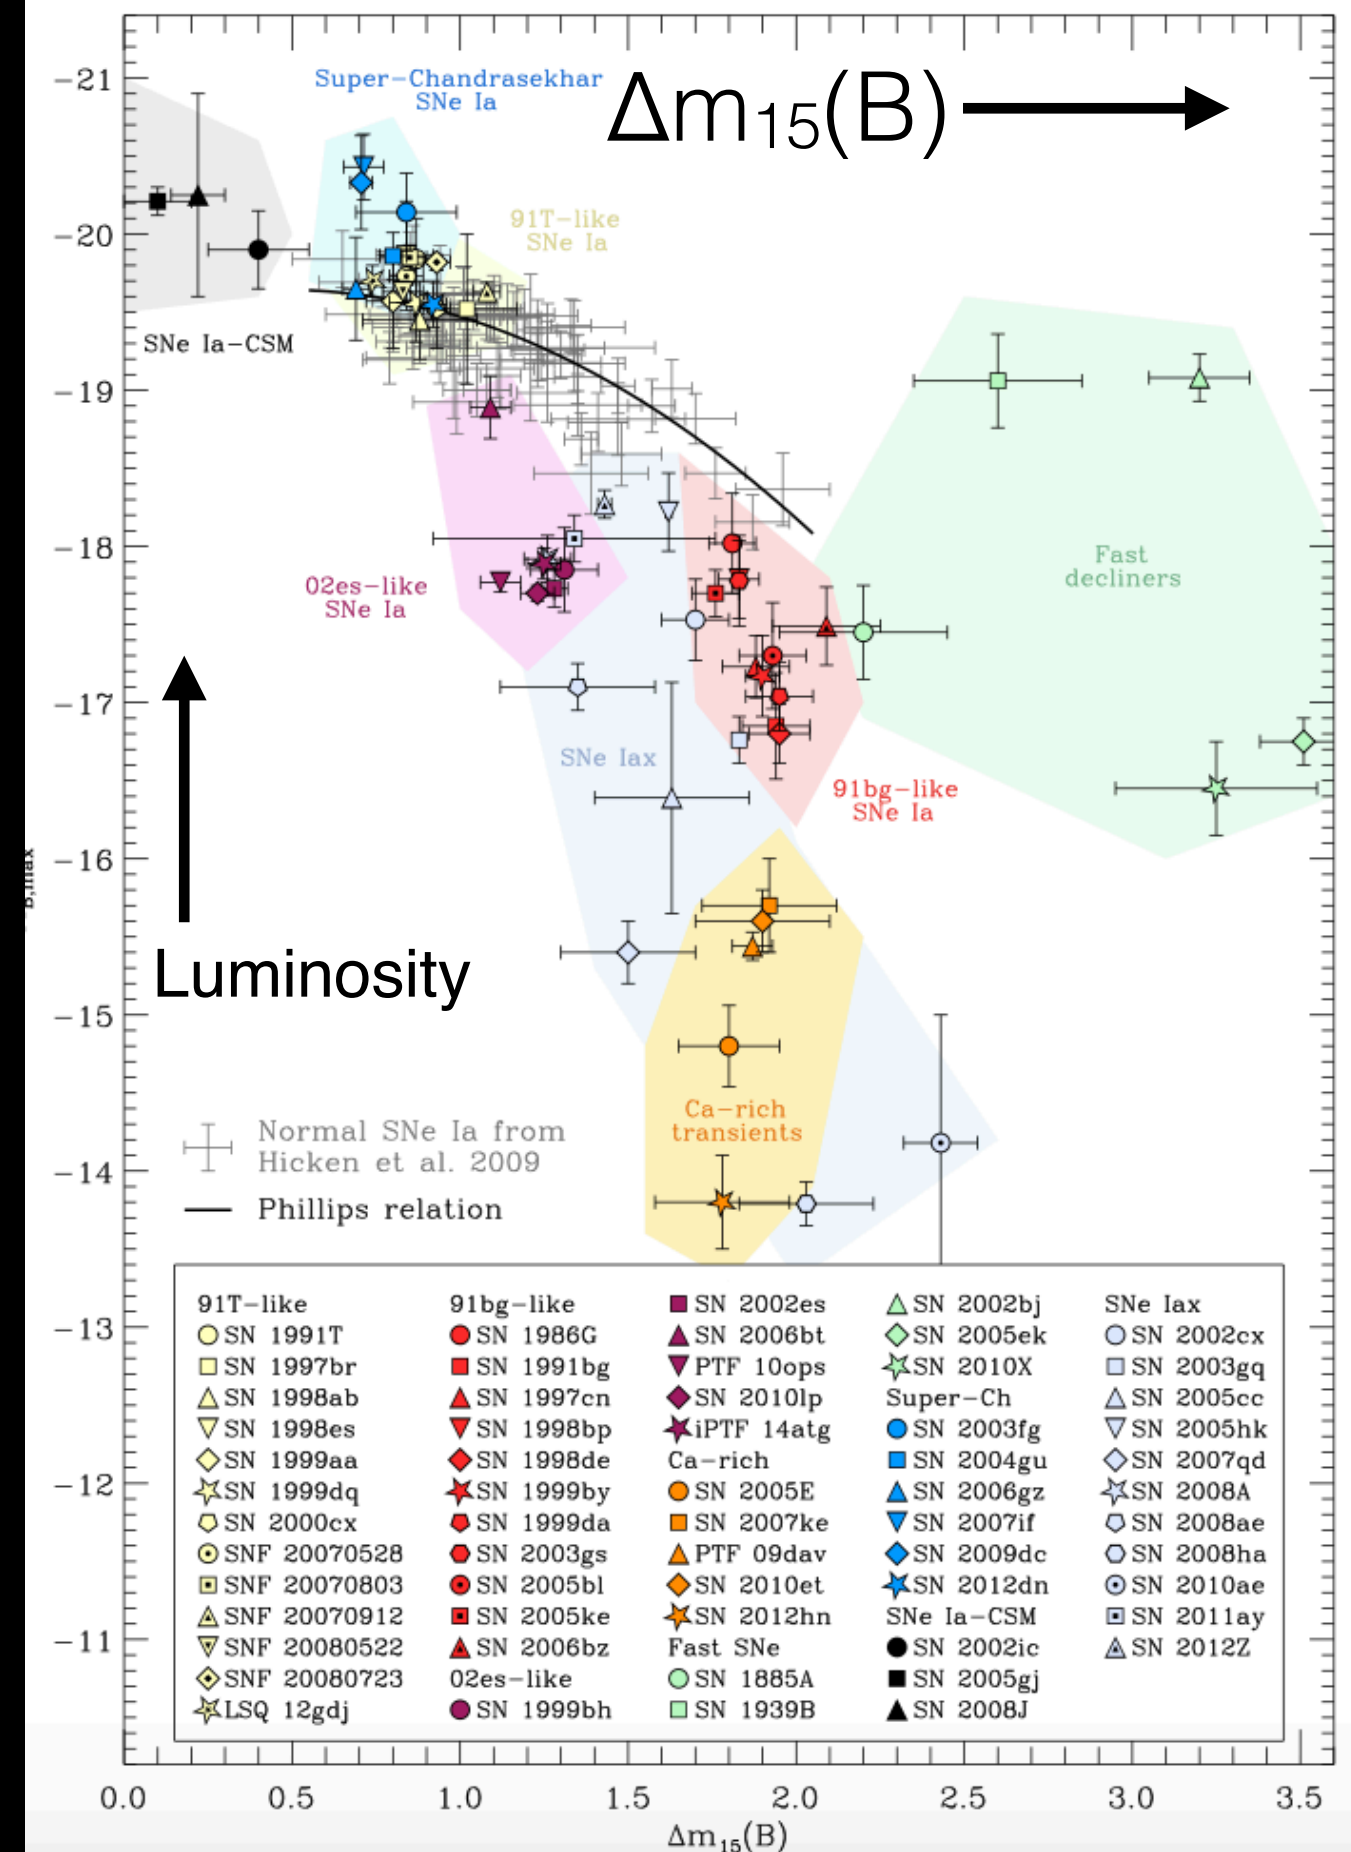 -21
-20
-19
-18
-17
-16
-15
-14
-13
-12
-11
Super-Chandrasekhar
SNe Ia
Δm15(B)
91T-like
SNe Ia
SNe Ia-CSM
02es-like
SNe Ia
Fast
decliners
SNe Iax
91bg-like
SNe Ia
B,max
Luminosity
Ca-rich
transients
Normal SNe Ia from
Hicken et al. 2009
Phillips relation
91T-like
SN 1991T
SN 1997br
SN 1998ab
SN 1998es
SN 1999aa
SN 1999dq
SN 2000cx
SNF 20070528
SNF 20070803
SNF 20070912
SNF 20080522
SNF 20080723
LSQ 12gdj
91bg-like
SN 1986G
SN 1991bg
SN 1997cn
SN 1998bp
SN 1998de
SN 1999by
SN 1999da
SN 2003gs
SN 2005bl
SN 2005ke
SN 2006bz
02es-like
SN 1999bh
SN 2002es
SN 2006bt
PTF 10ops
SN 2010lp
iPTF 14atg
Ca-rich
SN 2005E
SN 2007ke
PTF 09dav
SN 2010et
SN 2012hn
Fast SNe
SN 1885A
SN 1939B
SN 2002bj
SN 2005ek
SN 2010X
Super-Ch
SN 2003fg
SN 2004gu
SN 2006gz
SN 2007if
SN 2009dc
SN 2012dn
SNe Ia-CSM
SN 2002ic
SN 2005gj
SN 2008J
SNe Iax
SN 2002cx
SN 2003gq
SN 2005cc
SN 2005hk
SN 2007qd
SN 2008A
SN 2008ae
SN 2008ha
SN 2010ae
SN 2011ay
SN 2012Z
0.0 0.5 1.0 1.5 2.0 2.5 3.0 3.5
Δm15(B)